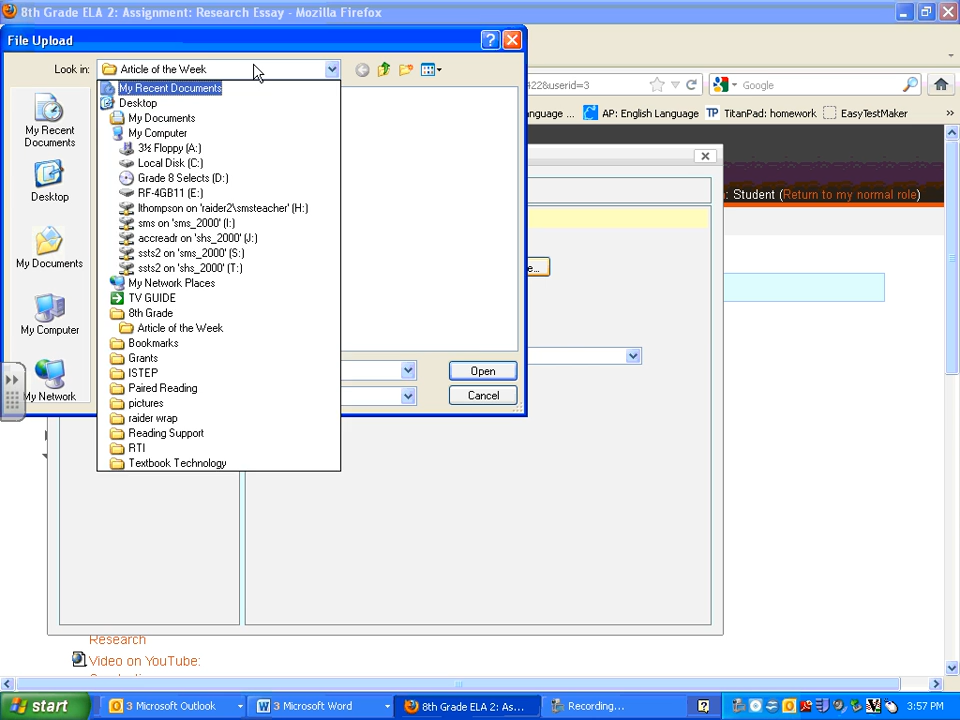 8th Grade ELA 2: Assignment: Research Essay - Mozilla Firefox
File Upload
Look in:
Article of the Week
My Recent Documents
Desktop
My Documents
My Computer
3½ Floppy (A:)
Local Disk (C:)
Grade 8 Selects (D:)
RF-4GB11 (E:)
lthompson on 'raider2\smsteacher' (H:)
sms on 'sms_2000' (I:)
accreadr on 'shs_2000' (J:)
ssts2 on 'sms_2000' (S:)
ssts2 on 'shs_2000' (T:)
My Network Places
TV GUIDE
8th Grade
Article of the Week
Bookmarks
Grants
ISTEP
Paired Reading
pictures
raider wrap
Reading Support
RTI
Textbook Technology
My Recent
Documents
Desktop
My Documents
My Computer
My Network
Open
Cancel
422&userid=3
Google
nguage ...
AP: English Language
TP TitanPad: homework
EasyTestMaker
»
: Student (Return to my normal role)
e...
Research
Video on YouTube:
start
3 Microsoft Outlook
3 Microsoft Word
8th Grade ELA 2: As...
Recording...
3:57 PM